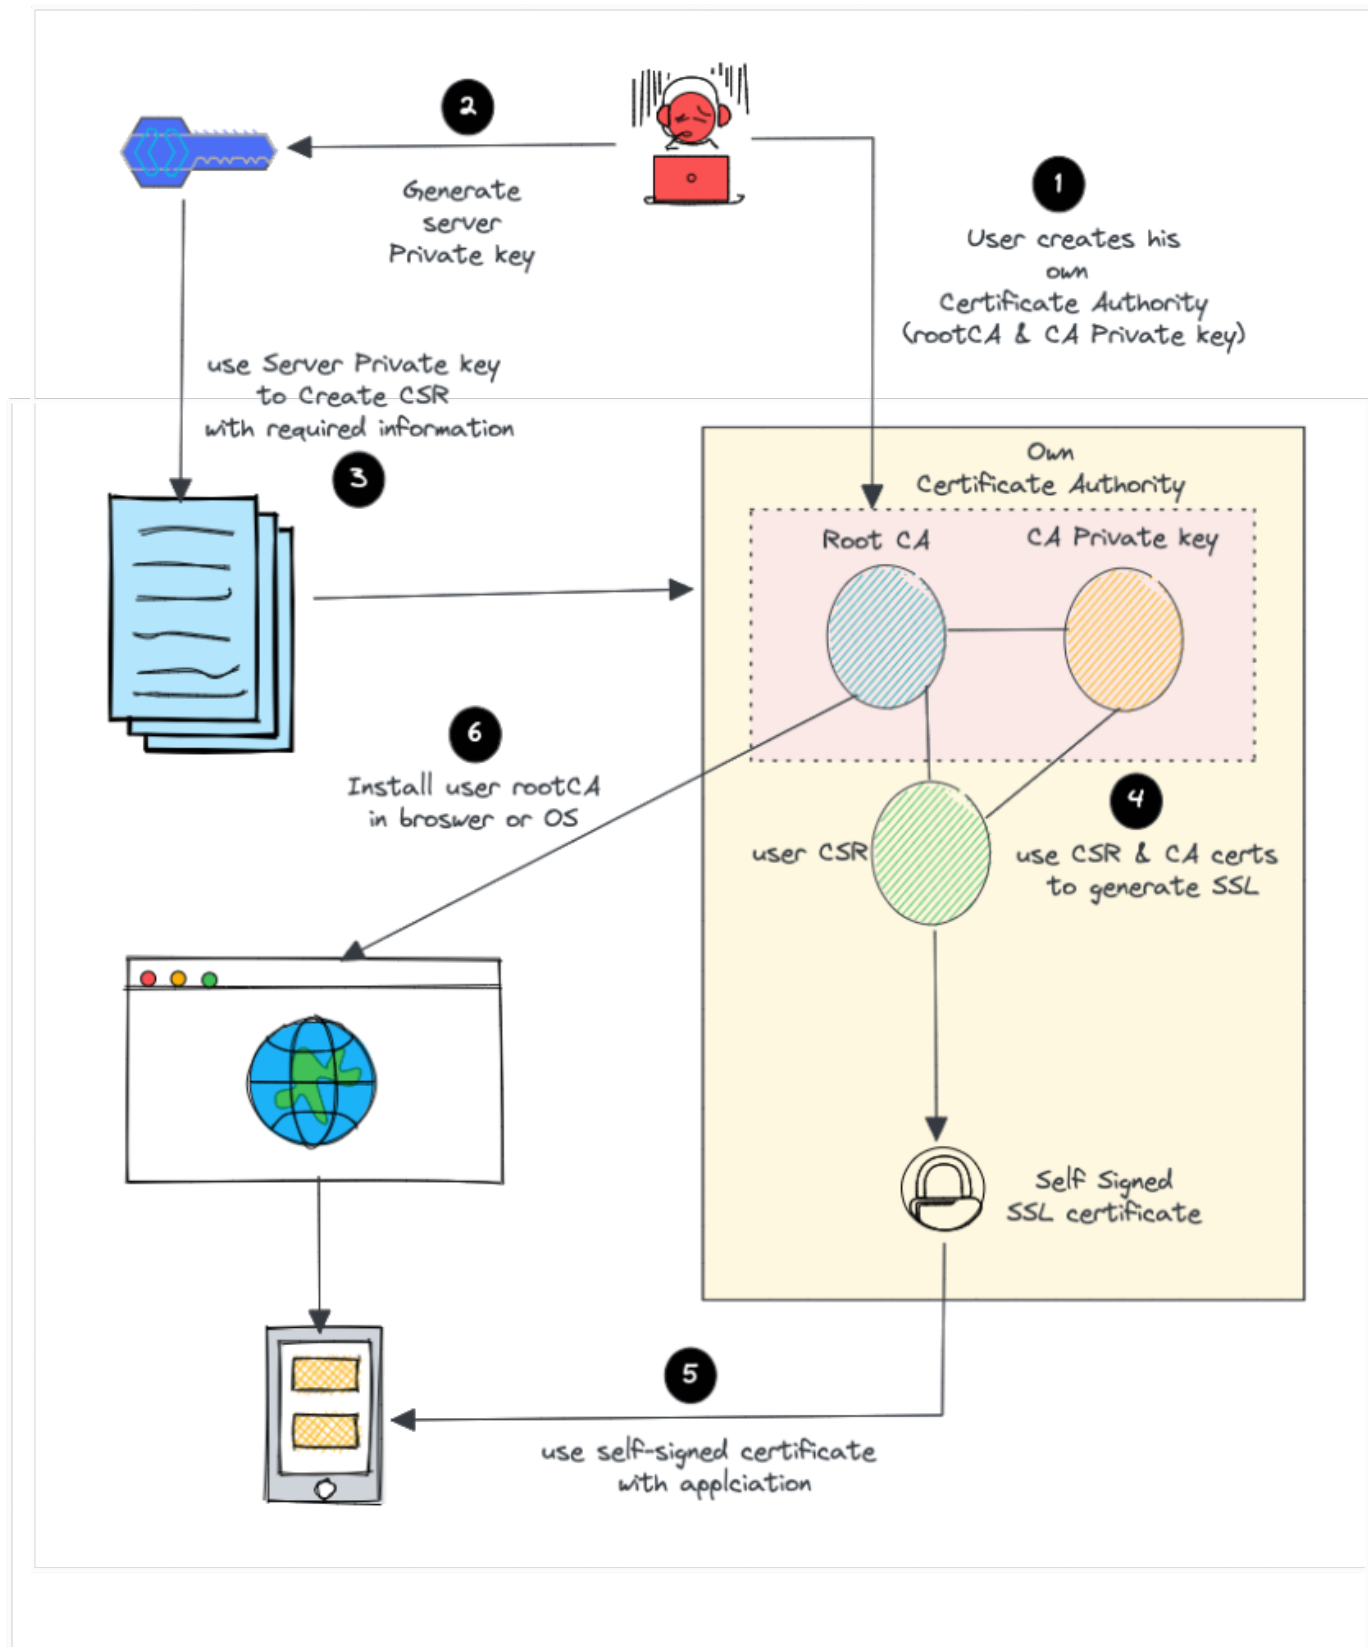 2
Generate
server
Private key
1
User creates his
own
Certificate Authority
(rootCA & CA Private key)
use Server Private key
to Create CSR
with required information
3
Own
Certificate Authority
Root CA
CA Private key
6
Install user rootCA
in broswer or OS
4
user CSR
use CSR & CA certs
to generate SSL
Self Signed
SSL certificate
5
use self-signed certificate
with applciation